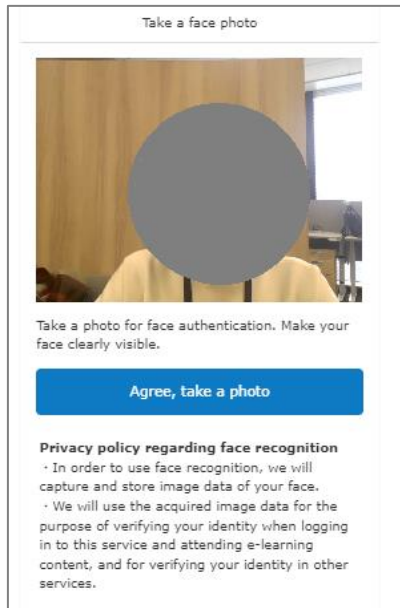 Take a face photo
Take a photo for face authentication. Make your
face clearly visible.
Agree, take a photo
Privacy policy regarding face recognition
・In order to use face recognition, we will
capture and store image data of your face.
・We will use the acquired image data for the
purpose of verifying your identity when logging
in to this service and attending e-learning
content, and for verifying your identity in other
services.